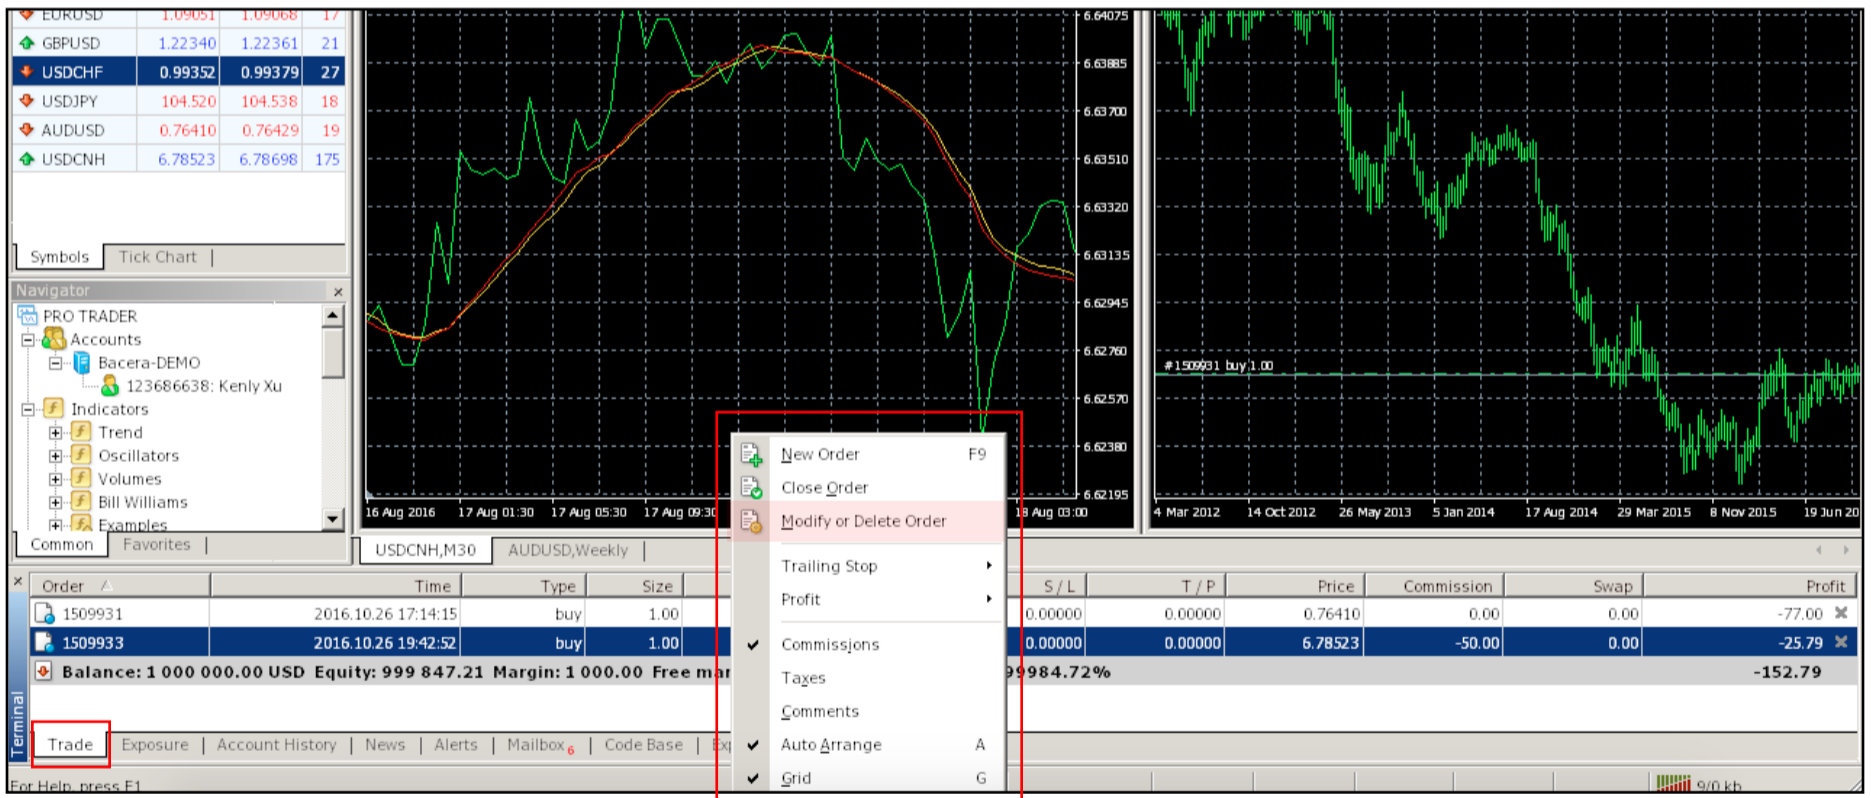 EURUSD 1.09051 1.09068 17
GBPUSD 1.22340 1.22361 21
USDCHF 0.99352 0.99379 27
USDJPY 104.520 104.538 18
AUDUSD 0.76410 0.76429 19
USDCNH 6.78523 6.78698 175
Symbols Tick Chart
Navigator
PRO TRADER
Accounts
Bacera-DEMO
123686638: Kenly Xu
Indicators
Trend
Oscillators
Volumes
Bill Williams
Examples
Common Favorites
6.64075
6.63885
6.63700
6.63510
6.63320
6.63135
6.62945
6.62760
6.62570
6.62380
6.62195
16 Aug 2016 17 Aug 01:30 17 Aug 05:30 17 Aug 09:30 18 Aug 03:00
#1509931 buy 1.00
4 Mar 2012 14 Oct 2012 26 May 2013 5 Jan 2014 17 Aug 2014 29 Mar 2015 8 Nov 2015 19 Jun 20
USDCNH,M30 AUDUSD,Weekly
New Order F9
Close Order
Modify or Delete Order
Trailing Stop
Profit
Commissions
Taxes
Comments
Auto Arrange A
Grid G
Order Time Type Size S / L T / P Price Commission Swap Profit
1509931 2016.10.26 17:14:15 buy 1.00 0.00000 0.00000 0.76410 0.00 0.00 -77.00
1509933 2016.10.26 19:42:52 buy 1.00 0.00000 0.00000 6.78523 -50.00 0.00 -25.79
Balance: 1 000 000.00 USD Equity: 999 847.21 Margin: 1 000.00 Free mar 99984.72% -152.79
Terminal
Trade Exposure Account History News Alerts Mailbox 6 Code Base Exp
For Help, press F1
9/0 kb